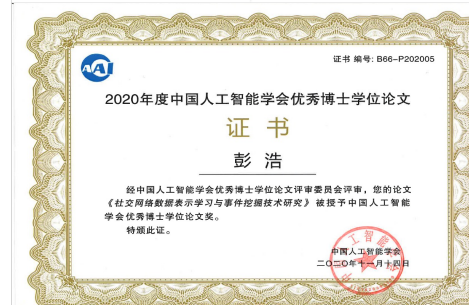 CAAI
证书 编号: B66-P202005
2020年度中国人工智能学会优秀博士学位论文
证 书
彭 浩
经中国人工智能学会优秀博士学位论文评审委员会评审，您的论文
《社交网络数据表示学习与事件挖掘技术研究》被授予中国人工智能
学会优秀博士学位论文奖。
特颁此证。
中国人工智能学会
二〇二〇年十一月十四日